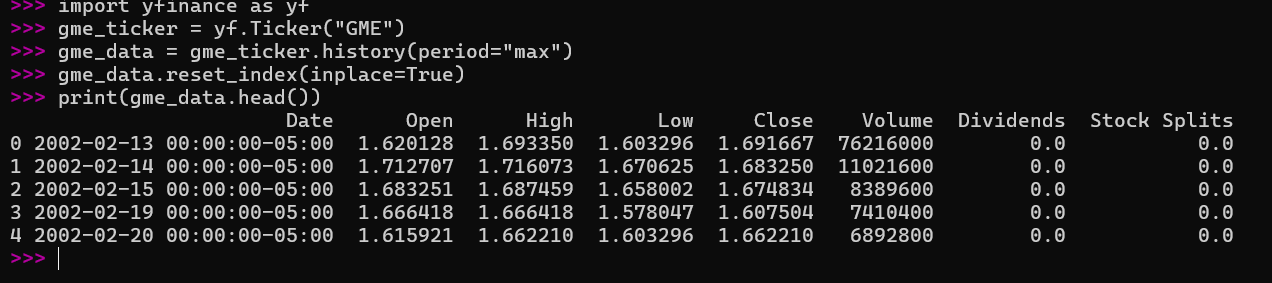 >>> import yfinance as yf
>>> gme_ticker = yf.Ticker("GME")
>>> gme_data = gme_ticker.history(period="max")
>>> gme_data.reset_index(inplace=True)
>>> print(gme_data.head())
                       Date      Open      High       Low     Close    Volume  Dividends  Stock Splits
0 2002-02-13 00:00:00-05:00  1.620128  1.693350  1.603296  1.691667  76216000        0.0           0.0
1 2002-02-14 00:00:00-05:00  1.712707  1.716073  1.670625  1.683250  11021600        0.0           0.0
2 2002-02-15 00:00:00-05:00  1.683251  1.687459  1.658002  1.674834   8389600        0.0           0.0
3 2002-02-19 00:00:00-05:00  1.666418  1.666418  1.578047  1.607504   7410400        0.0           0.0
4 2002-02-20 00:00:00-05:00  1.615921  1.662210  1.603296  1.662210   6892800        0.0           0.0
>>>